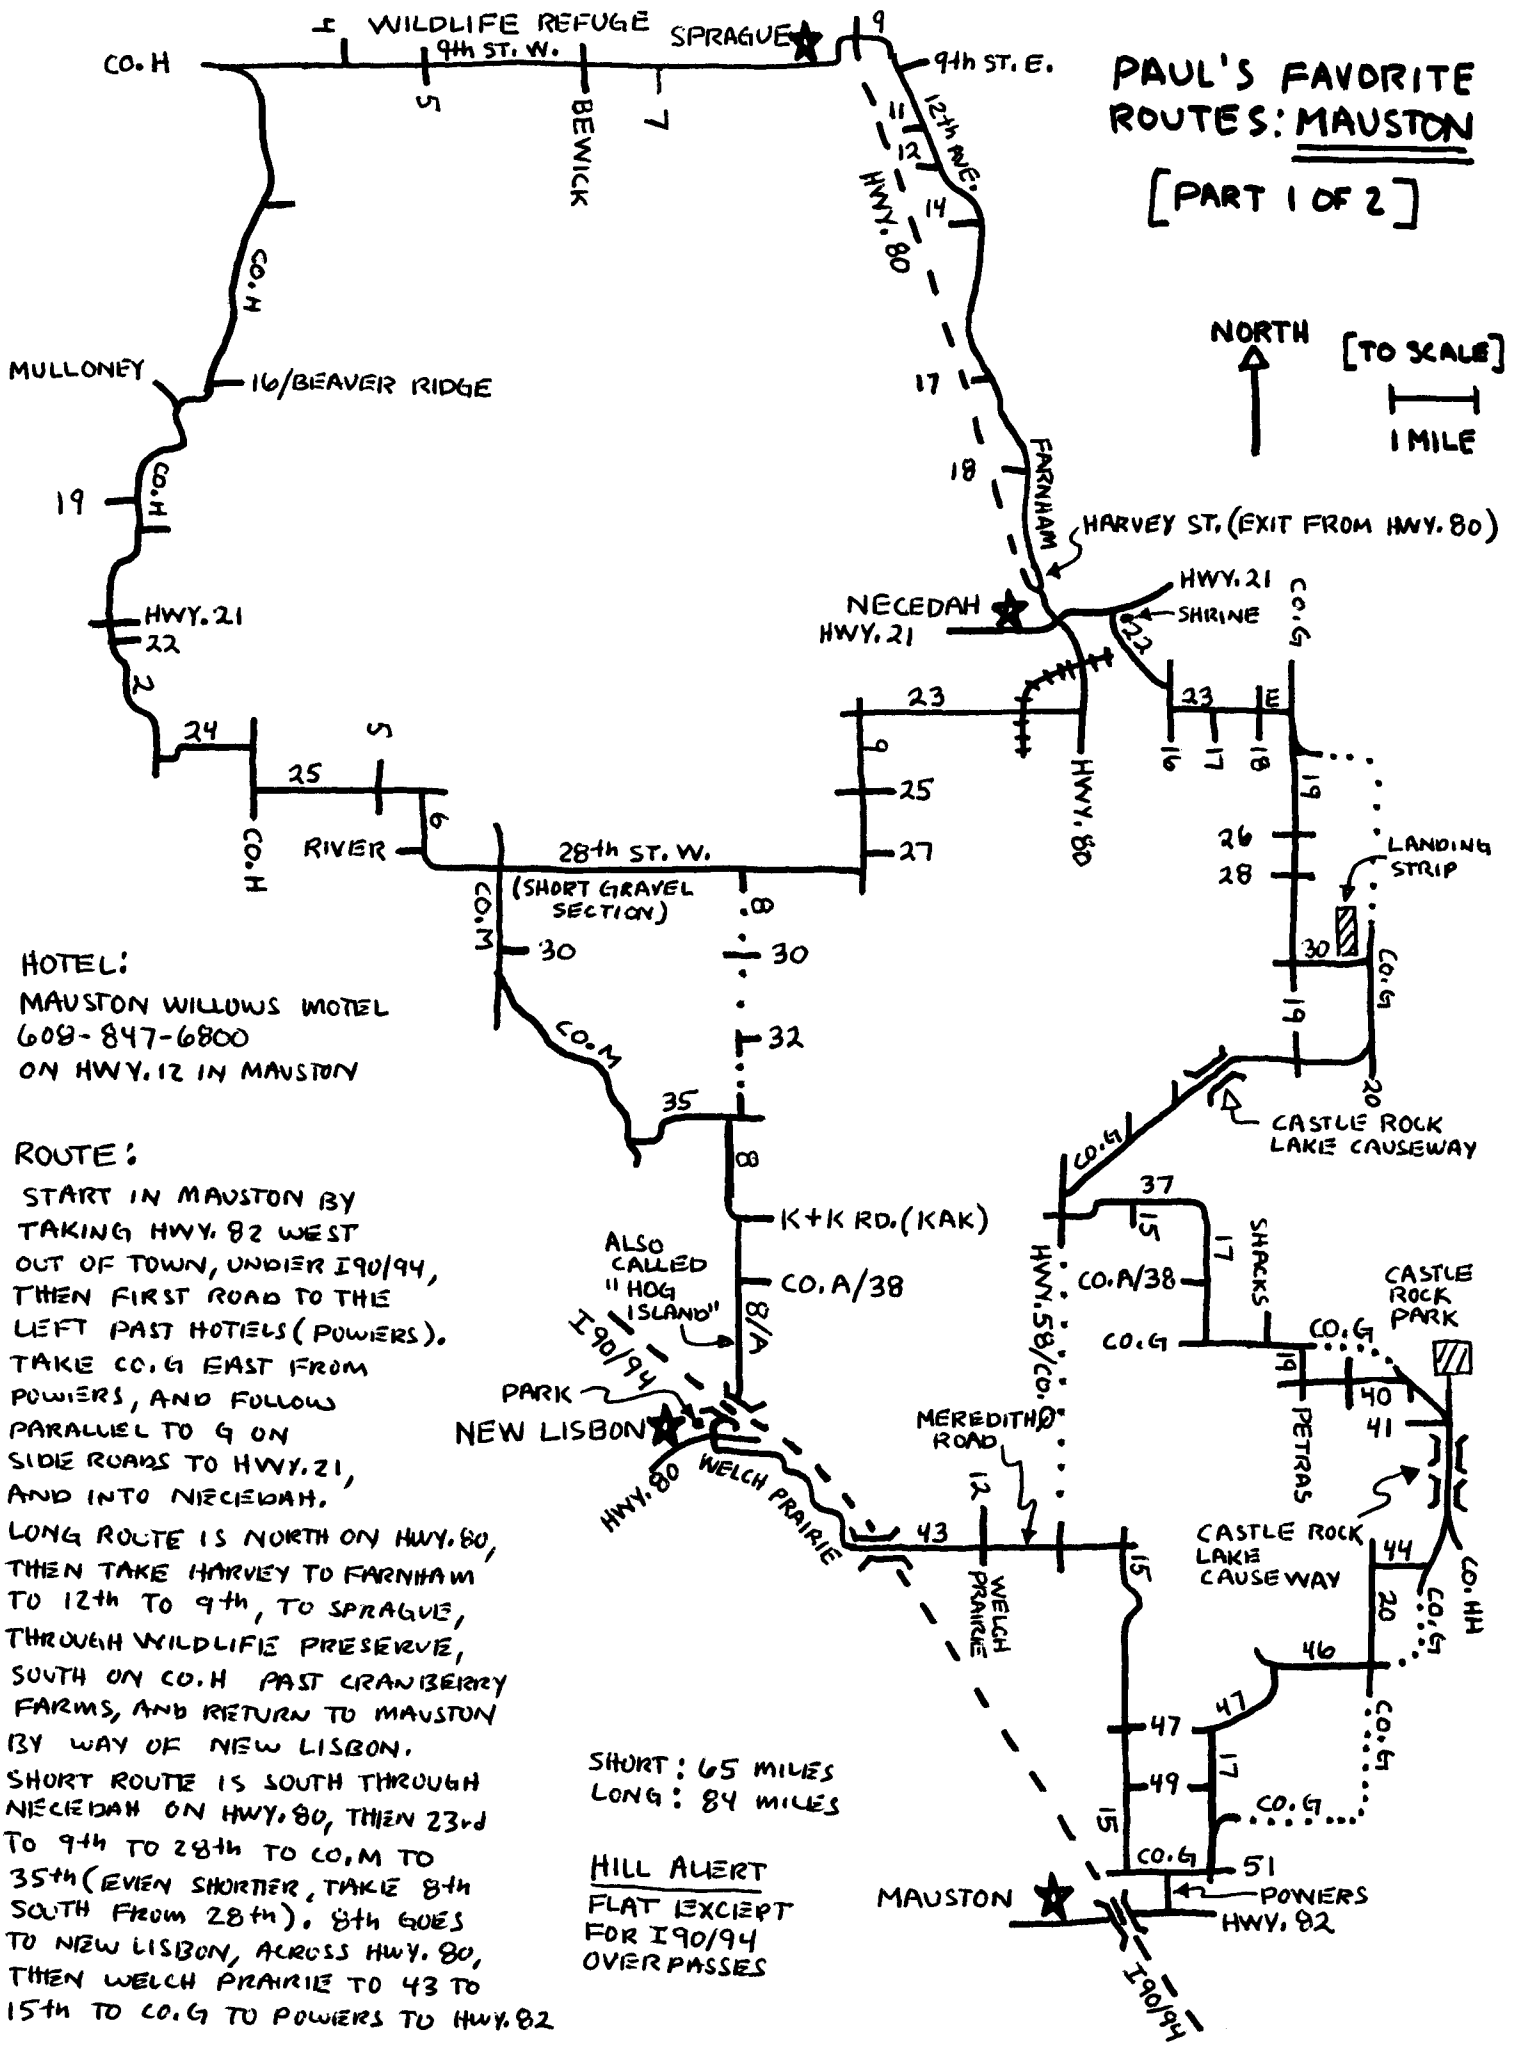 PAUL'S FAVORITE
ROUTES: MAUSTON
[PART 1 OF 2]
NORTH
[TO SCALE]
1 MILE
CO. H
4
WILDLIFE REFUGE
9th ST. W.
SPRAGUE
9
9th ST. E.
5
BEWICK
7
11
12th AVE.
12
HWY. 80
14
CO. H
MULLONEY
16/BEAVER RIDGE
17
18
FARNHAM
CO. H
19
HARVEY ST. (EXIT FROM HWY. 80)
HWY. 21
NECEDAH
HWY. 21
SHRINE
22
CO. G
HWY. 21
22
2
24
5
25
6
RIVER
CO. H
23
9
25
27
HWY. 80
23
E
16
17
18
19
26
28
LANDING
STRIP
28th ST. W.
(SHORT GRAVEL
SECTION)
CO. M
30
8
30
32
30
CO. G
19
20
CO. M
35
8
CASTLE ROCK
LAKE CAUSEWAY
CO. G
37
15
17
K+K RD. (KAK)
CO. A/38
ALSO
CALLED
"HOG
ISLAND"
8/A
I90/94
PARK
NEW LISBON
HWY. 80
WELCH PRAIRIE
HWY. 58/CO. G
CO. A/38
SHACKS
CO. G
CO. G
CASTLE
ROCK
PARK
19
40
41
PETRAS
MEREDITH
ROAD
43
12
WELCH
PRAIRIE
15
CASTLE ROCK
LAKE
CAUSEWAY
44
20
CO. G
CO. HH
46
47
47
17
49
15
CO. G
CO. G
CO. G
51
POWERS
HWY. 82
MAUSTON
I90/94
HOTEL:
MAUSTON WILLOWS MOTEL
608-847-6800
ON HWY. 12 IN MAUSTON
ROUTE:
START IN MAUSTON BY
TAKING HWY. 82 WEST
OUT OF TOWN, UNDER I90/94,
THEN FIRST ROAD TO THE
LEFT PAST HOTELS (POWERS).
TAKE CO. G EAST FROM
POWERS, AND FOLLOW
PARALLEL TO G ON
SIDE ROADS TO HWY. 21,
AND INTO NECEDAH.
LONG ROUTE IS NORTH ON HWY. 80,
THEN TAKE HARVEY TO FARNHAM
TO 12th TO 9th, TO SPRAGUE,
THROUGH WILDLIFE PRESERVE,
SOUTH ON CO. H PAST CRANBERRY
FARMS, AND RETURN TO MAUSTON
BY WAY OF NEW LISBON.
SHORT ROUTE IS SOUTH THROUGH
NECEDAH ON HWY. 80, THEN 23rd
TO 9th TO 28th TO CO. M TO
35th (EVEN SHORTER, TAKE 8th
SOUTH FROM 28th). 8th GOES
TO NEW LISBON, ACROSS HWY. 80,
THEN WELCH PRAIRIE TO 43 TO
15th TO CO. G TO POWERS TO HWY. 82
SHORT: 65 MILES
LONG: 84 MILES
HILL ALERT
FLAT EXCEPT
FOR I90/94
OVERPASSES